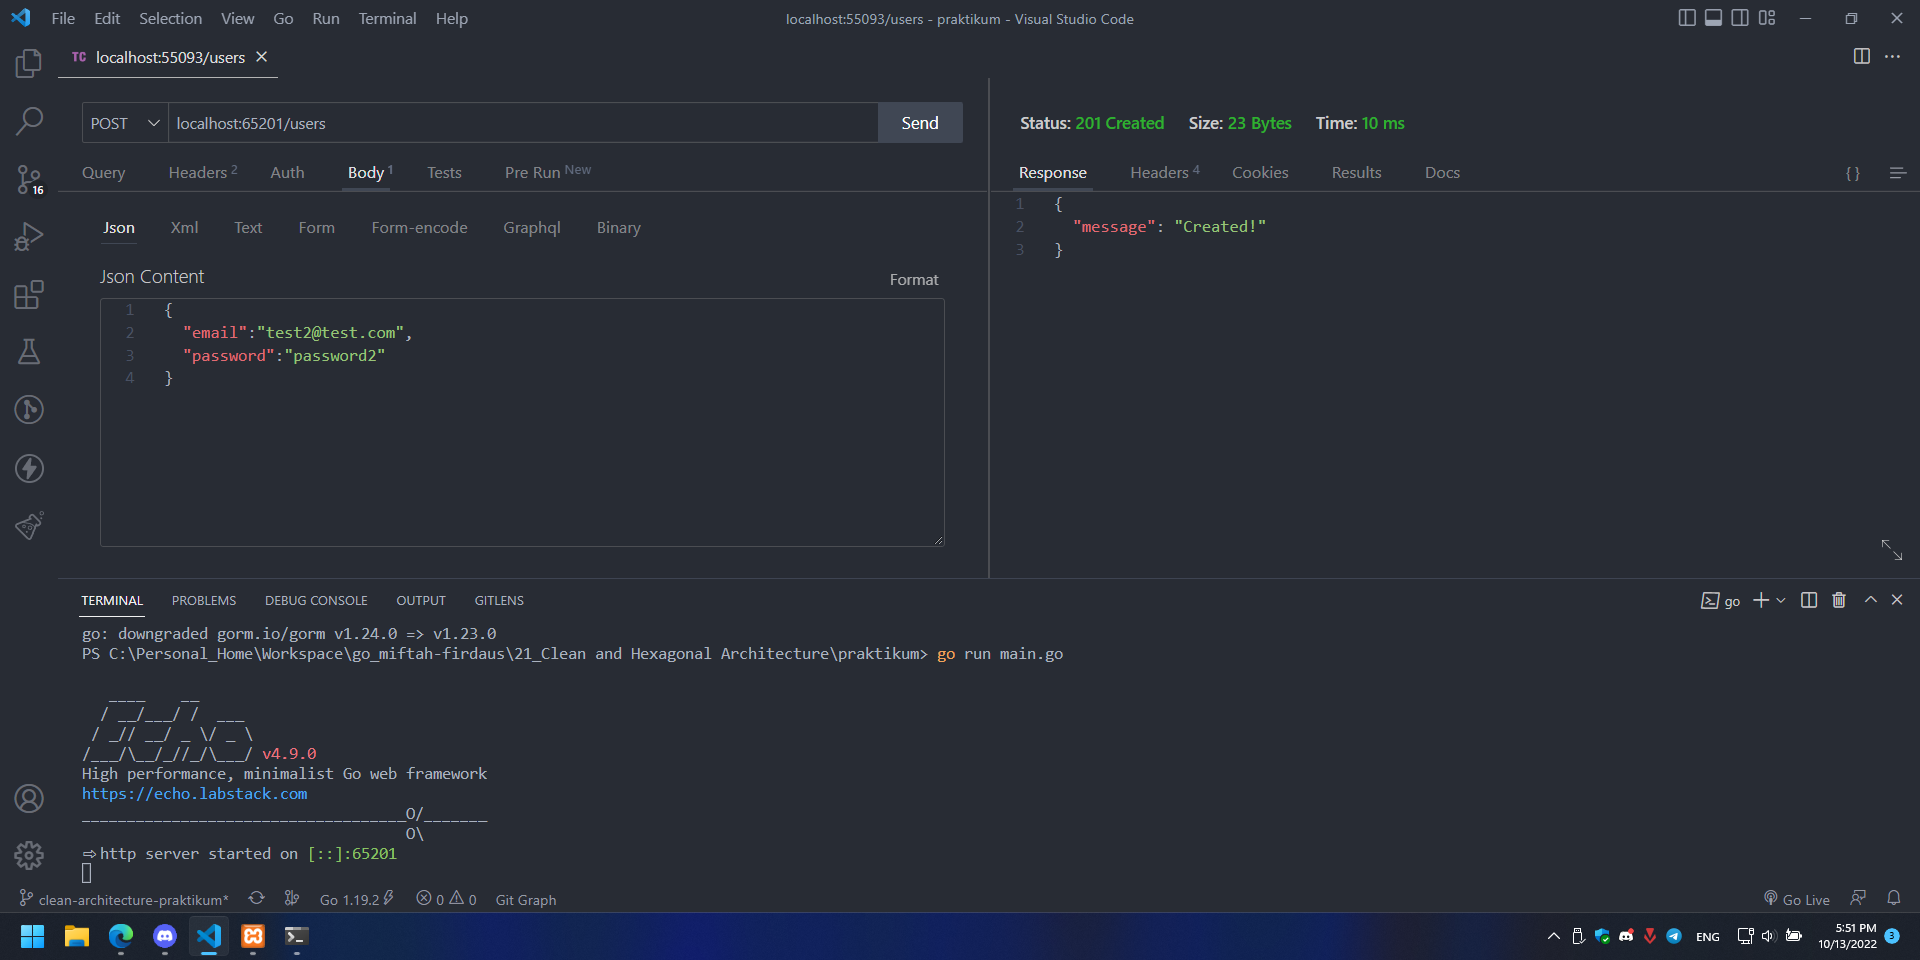 File Edit Selection View Go Run Terminal Help
localhost:55093/users - praktikum - Visual Studio Code
TC localhost:55093/users
POST localhost:65201/users Send
Query Headers 2 Auth Body 1 Tests Pre Run New
Json Xml Text Form Form-encode Graphql Binary
Json Content
Format
1 {
2 "email":"test2@test.com",
3 "password":"password2"
4 }
Status: 201 Created Size: 23 Bytes Time: 10 ms
Response Headers 4 Cookies Results Docs
{ }
1 {
2 "message": "Created!"
3 }
16
TERMINAL PROBLEMS DEBUG CONSOLE OUTPUT GITLENS
go
go: downgraded gorm.io/gorm v1.24.0 => v1.23.0
PS C:\Personal_Home\Workspace\go_miftah-firdaus\21_Clean and Hexagonal Architecture\praktikum> go run main.go
   ____    __
  / __/___/ /  ___
 / _// __/ _ \/ _ \
/___/\__/_//_/\___/ v4.9.0
High performance, minimalist Go web framework
https://echo.labstack.com
____________________________________O/_______
                                    O\
⇨ http server started on [::]:65201
clean-architecture-praktikum* Go 1.19.2 0 0 Git Graph Go Live
ENG
5:51 PM
10/13/2022
3